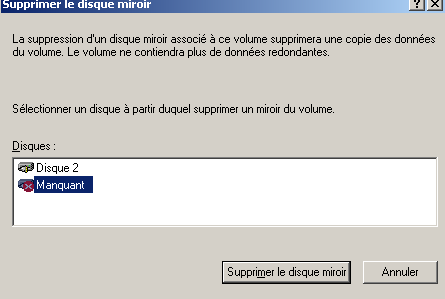 Supprimer le disque miroir
La suppression d'un disque miroir associé à ce volume supprimera une copie des données
du volume. Le volume ne contiendra plus de données redondantes.
Sélectionner un disque à partir duquel supprimer un miroir du volume.
Disques :
Disque 2
Manquant
Supprimer le disque miroir
Annuler